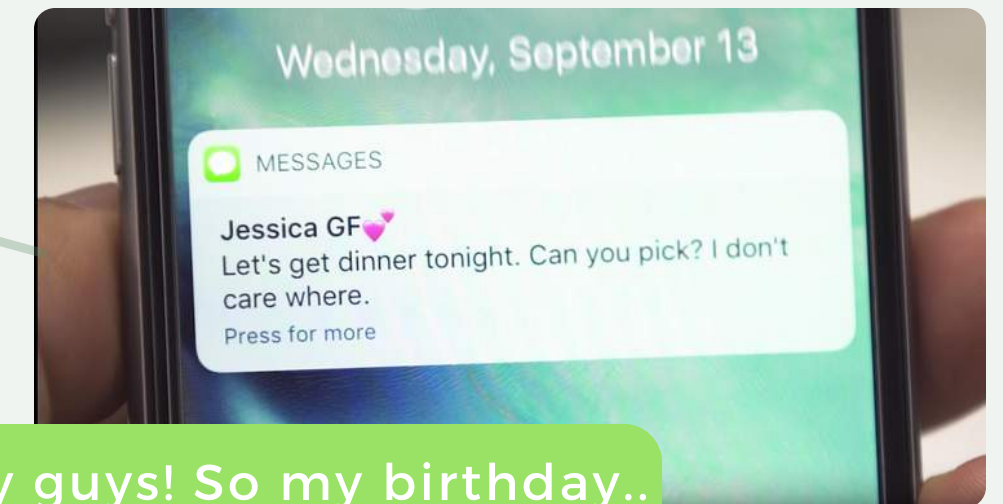 Wednesday, September 13
MESSAGES
Jessica GF💕
Let's get dinner tonight. Can you pick? I don't
care where.
Press for more
y guys! So my birthday..